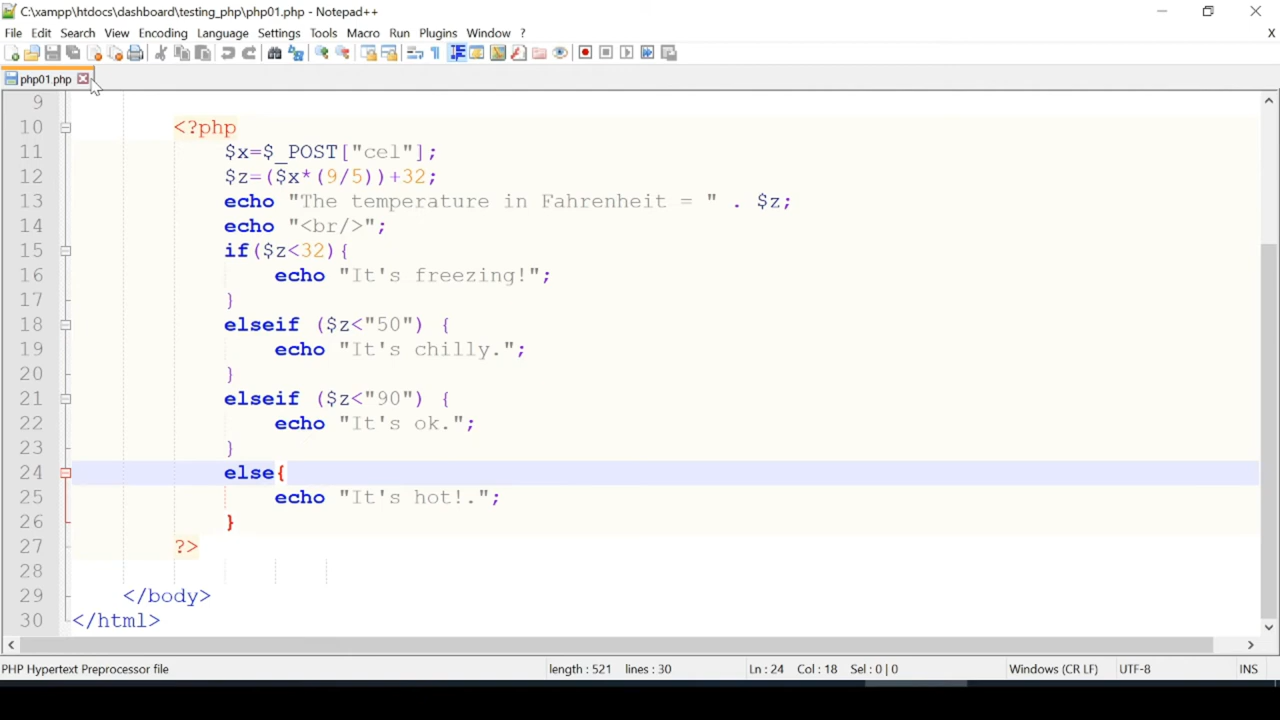 C:\xampp\htdocs\dashboard\testing_php\php01.php - Notepad++
File Edit Search View Encoding Language Settings Tools Macro Run Plugins Window ? X
php01.php
9
10 <?php
11 $x=$_POST["cel"];
12 $z=($x*(9/5))+32;
13 echo "The temperature in Fahrenheit = " . $z;
14 echo "<br/>";
15 if($z<32){
16 echo "It's freezing!";
17 }
18 elseif ($z<"50") {
19 echo "It's chilly.";
20 }
21 elseif ($z<"90") {
22 echo "It's ok.";
23 }
24 else{
25 echo "It's hot!.";
26 }
27 ?>
28
29 </body>
30 </html>
PHP Hypertext Preprocessor file length : 521 lines : 30 Ln : 24 Col : 18 Sel : 0 | 0 Windows (CR LF) UTF-8 INS